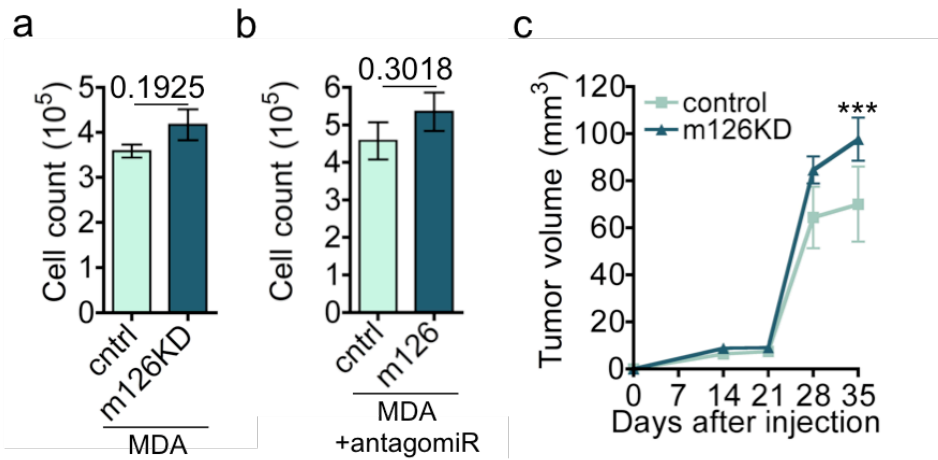 a
0.1925
Cell count (10⁵)
5
4
3
2
1
0
cntrl
m126KD
MDA
b
0.3018
Cell count (10⁵)
6
5
4
3
2
1
0
cntrl
m126
MDA
+antagomiR
c
Tumor volume (mm³)
120
100
80
60
40
20
0
control
m126KD
***
0 7 14 21 28 35
Days after injection